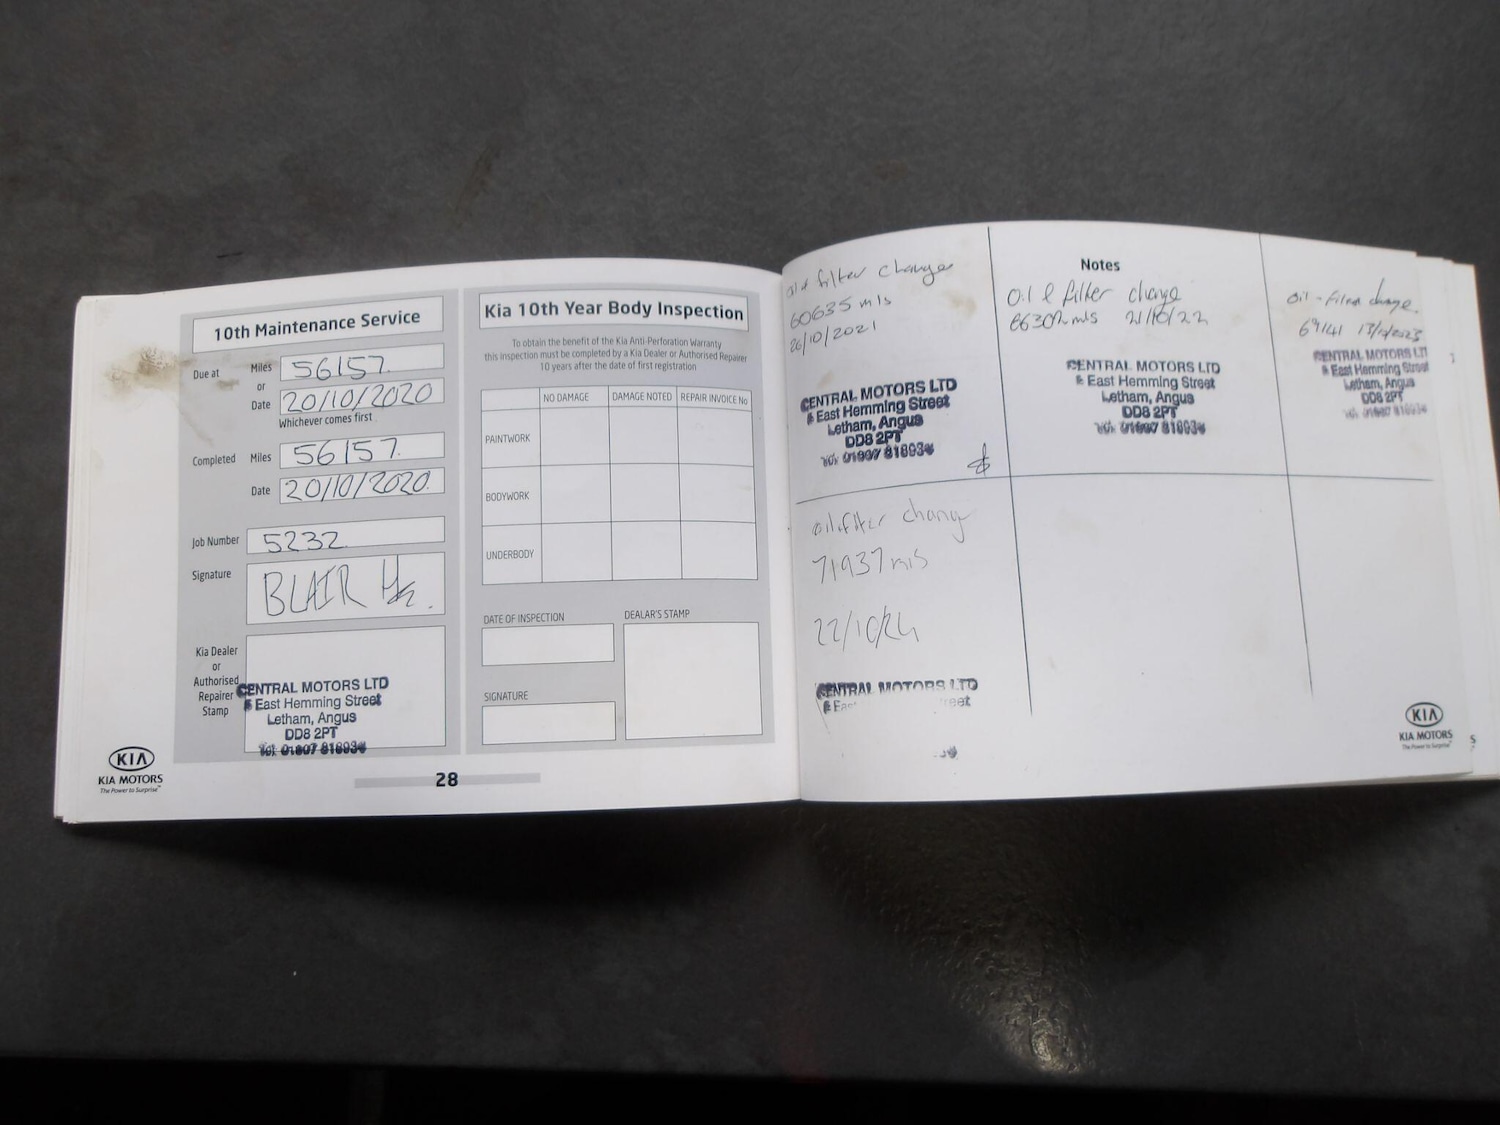 10th Maintenance Service
Due at Miles 56157.
or
Date 20/10/2020
Whichever comes first
Completed Miles 56157.
Date 20/10/2020.
Job Number 5232
Signature BLAIR
Kia Dealer
or
Authorised
Repairer
Stamp
CENTRAL MOTORS LTD
East Hemming Street
Letham, Angus
DD8 2PT
KIA
KIA MOTORS
The Power to Surprise™
28
Kia 10th Year Body Inspection
To obtain the benefit of the Kia Anti-Perforation Warranty
this inspection must be completed by a Kia Dealer or Authorised Repairer
10 years after the date of first registration
NO DAMAGE DAMAGE NOTED REPAIR INVOICE No
PAINTWORK
BODYWORK
UNDERBODY
DATE OF INSPECTION
DEALAR'S STAMP
SIGNATURE
Notes
oil & filter change
60635 mls
26/10/2021
CENTRAL MOTORS LTD
East Hemming Street
Letham, Angus
DD8 2PT
Oil & filter change
66302 mls 21/10/22
CENTRAL MOTORS LTD
East Hemming Street
Letham, Angus
DD8 2PT
Oil - filter change
69141 13/10/2023
CENTRAL MOTORS LTD
East Hemming Street
Letham, Angus
DD8 2PT
oil filter change
71937 mls
22/10/24
CENTRAL MOTORS LTD
KIA
KIA MOTORS
The Power to Surprise™